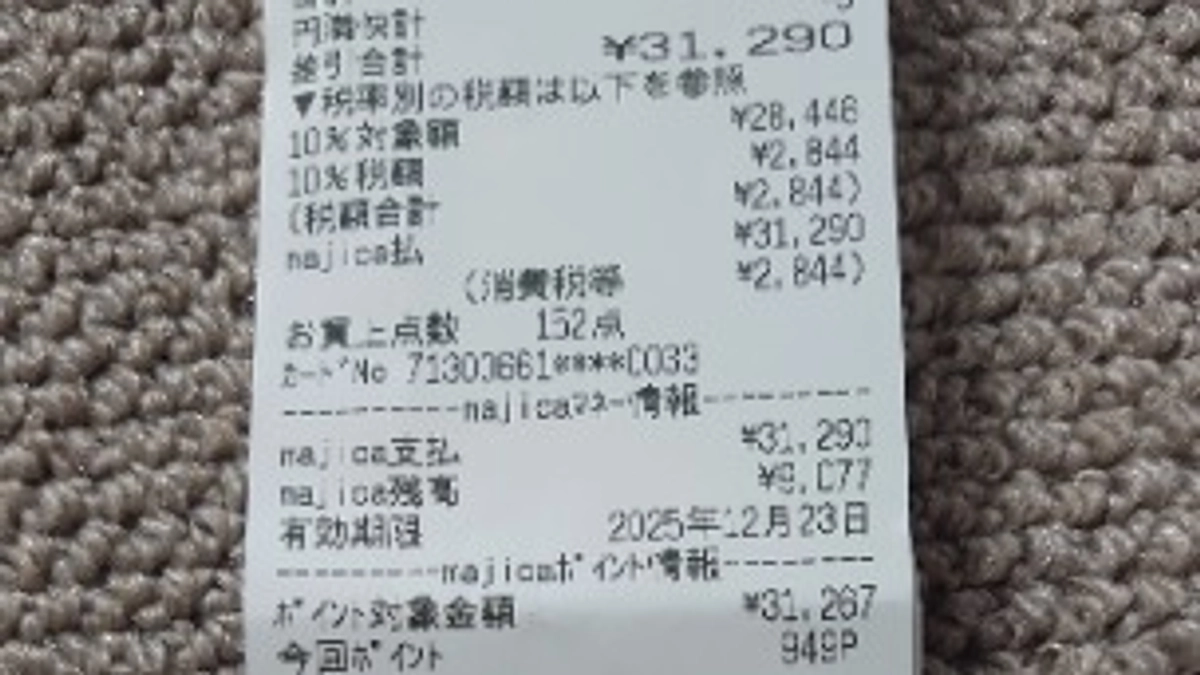 円満快計
差引合計 ¥31,290
▼税率別の税額は以下を参照
10%対象額 ¥28,446
10%税額 ¥2,844
(税額合計 ¥2,844)
majica払 ¥31,290
(消費税等 ¥2,844)
お買上点数 152点
ｶｰﾄﾞNo 71300661****0033
----------majicaﾏﾈｰ情報----------
majica支払 ¥31,290
majica残高
有効期限 2025年12月23日
----------majicaﾎﾟｲﾝﾄ情報----------
ﾎﾟｲﾝﾄ対象金額 ¥31,267
今回ﾎﾟｲﾝﾄ 949P